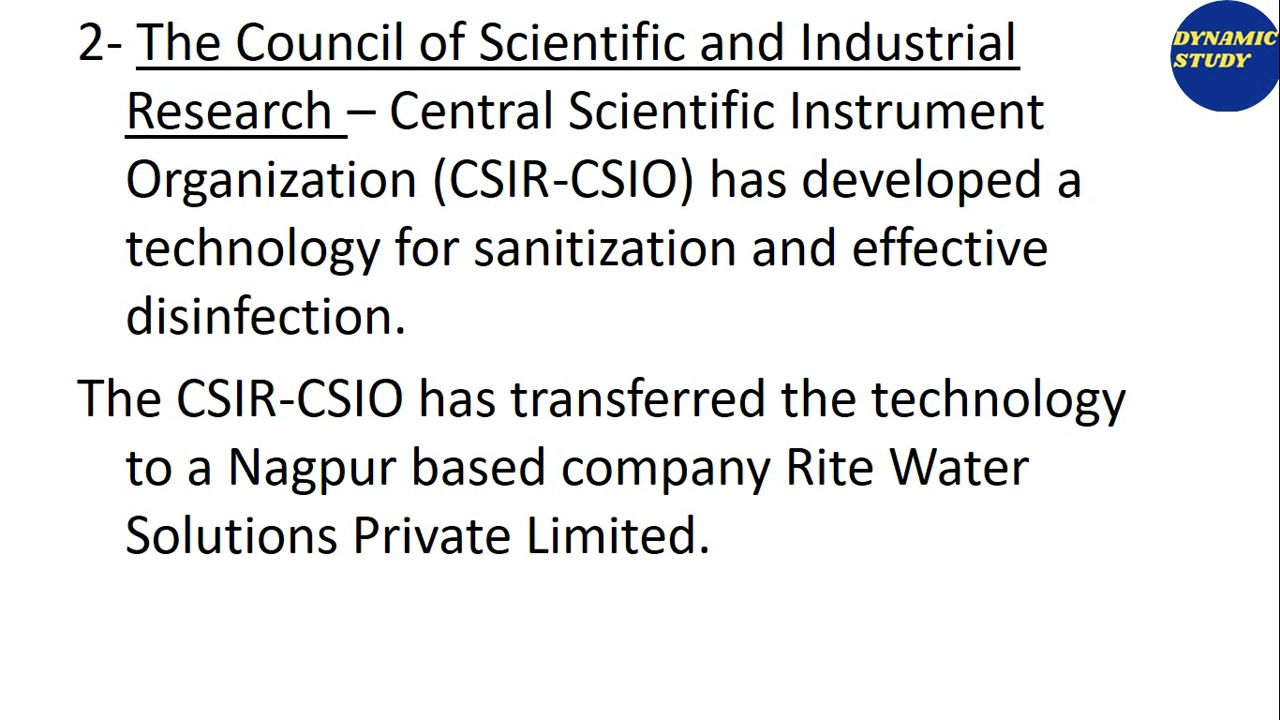 2- The Council of Scientific and Industrial
Research – Central Scientific Instrument
Organization (CSIR-CSIO) has developed a
technology for sanitization and effective
disinfection.
The CSIR-CSIO has transferred the technology
to a Nagpur based company Rite Water
Solutions Private Limited.
DYNAMIC
STUDY